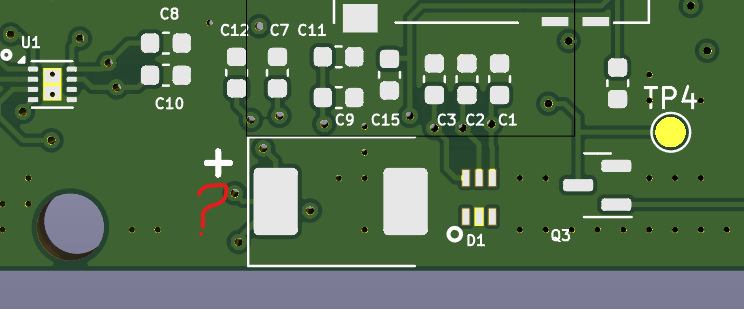 C8
C12 C7 C11
U1
C10
C9 C15 C3 C2 C1
TP4
+
?
D1 Q3